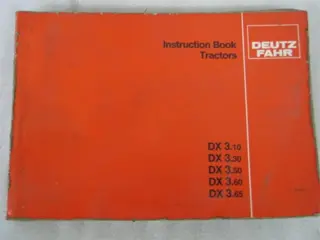 Instruction Book
Tractors
DEUTZ
FAHR
DX 3.10
DX 3.30
DX 3.50
DX 3.60
DX 3.65